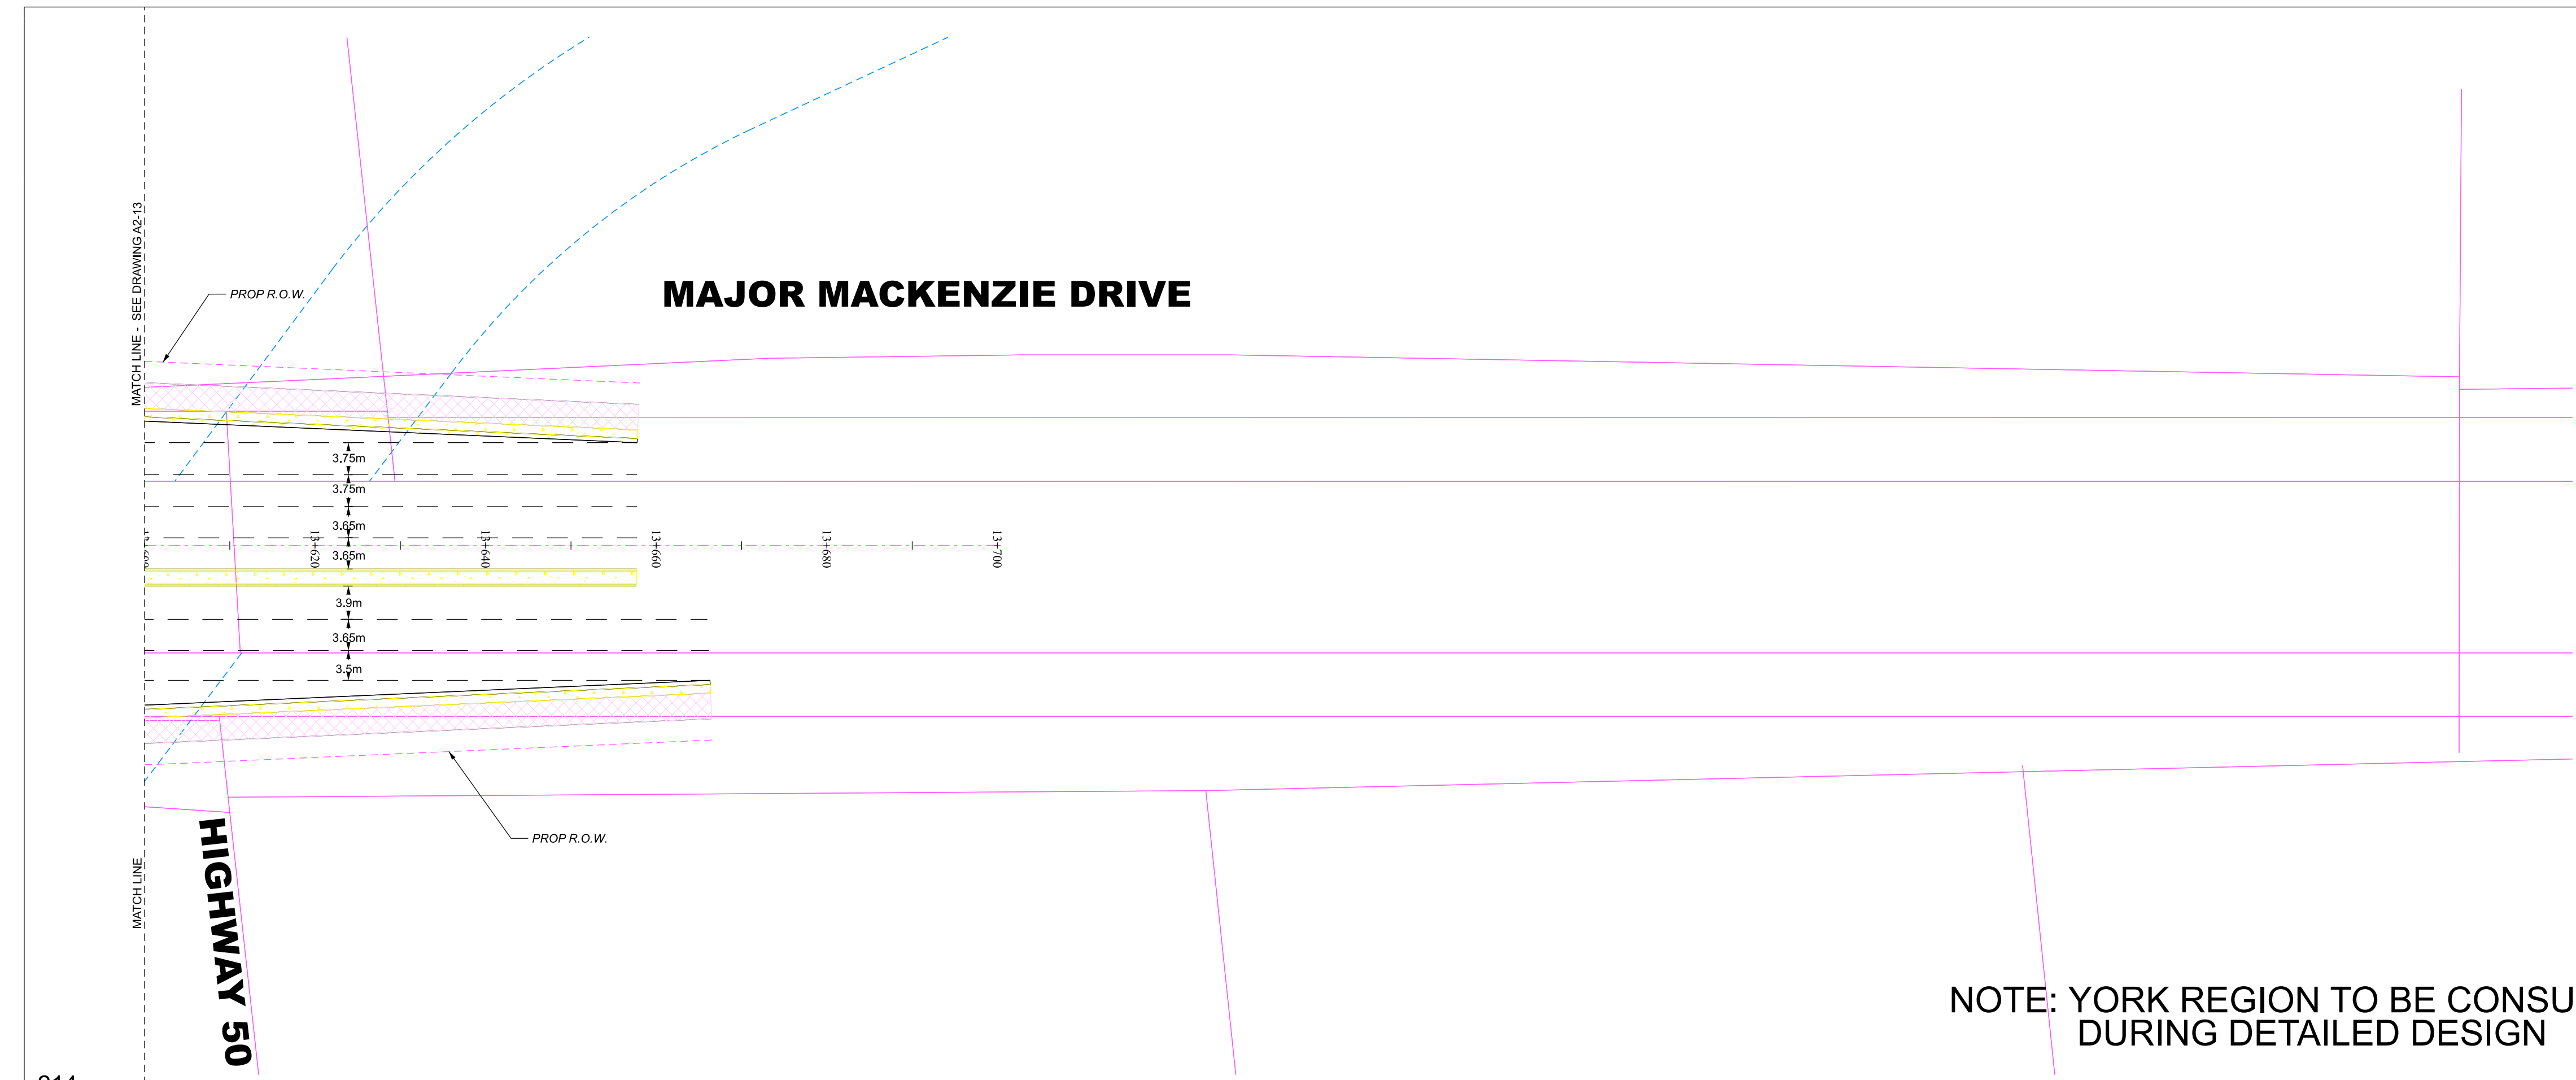 MATCH LINE - SEE DRAWING A2-13
PROP R.O.W.
MAJOR MACKENZIE DRIVE
3.75m
3.75m
3.65m
3.65m
13+620
13+640
13+660
13+680
13+700
3.9m
3.65m
3.5m
PROP R.O.W.
MATCH LINE
HIGHWAY 50
NOTE: YORK REGION TO BE CONSU
DURING DETAILED DESIGN